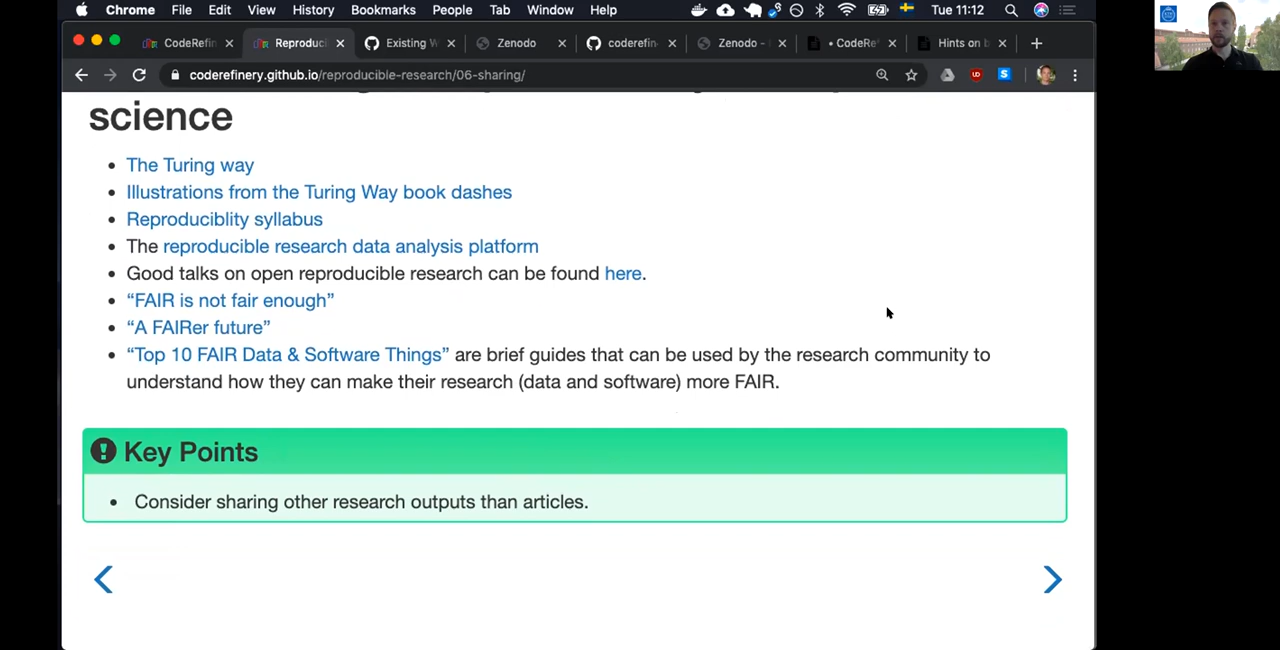 Chrome File Edit View History Bookmarks People Tab Window Help Tue 11:12
CodeRefin Reproduci Existing W Zenodo coderefin Zenodo - CodeRe Hints on b
coderefinery.github.io/reproducible-research/06-sharing/
science
• The Turing way
• Illustrations from the Turing Way book dashes
• Reproduciblity syllabus
• The reproducible research data analysis platform
• Good talks on open reproducible research can be found here.
• “FAIR is not fair enough”
• “A FAIRer future”
• “Top 10 FAIR Data & Software Things” are brief guides that can be used by the research community to
understand how they can make their research (data and software) more FAIR.
Key Points
• Consider sharing other research outputs than articles.